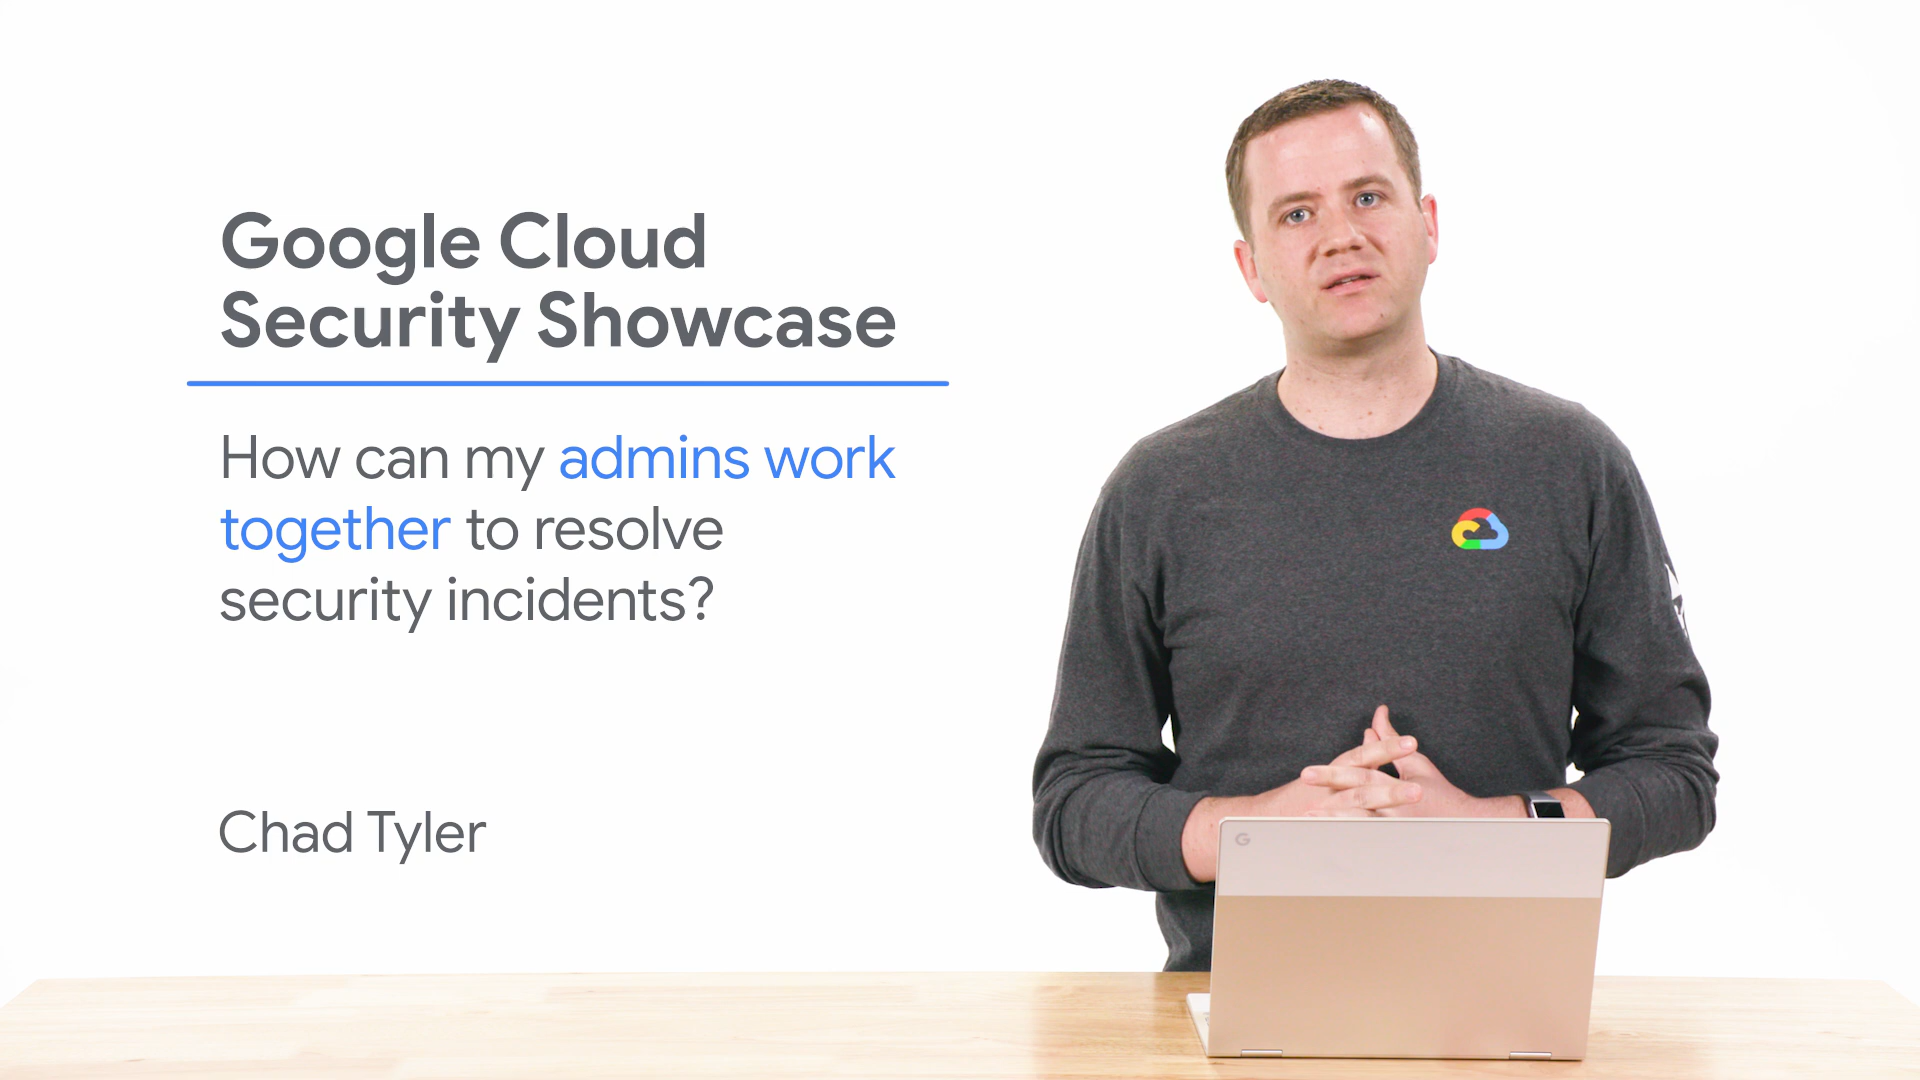 Google Cloud
Security Showcase
How can my admins work
together to resolve
security incidents?
Chad Tyler
G